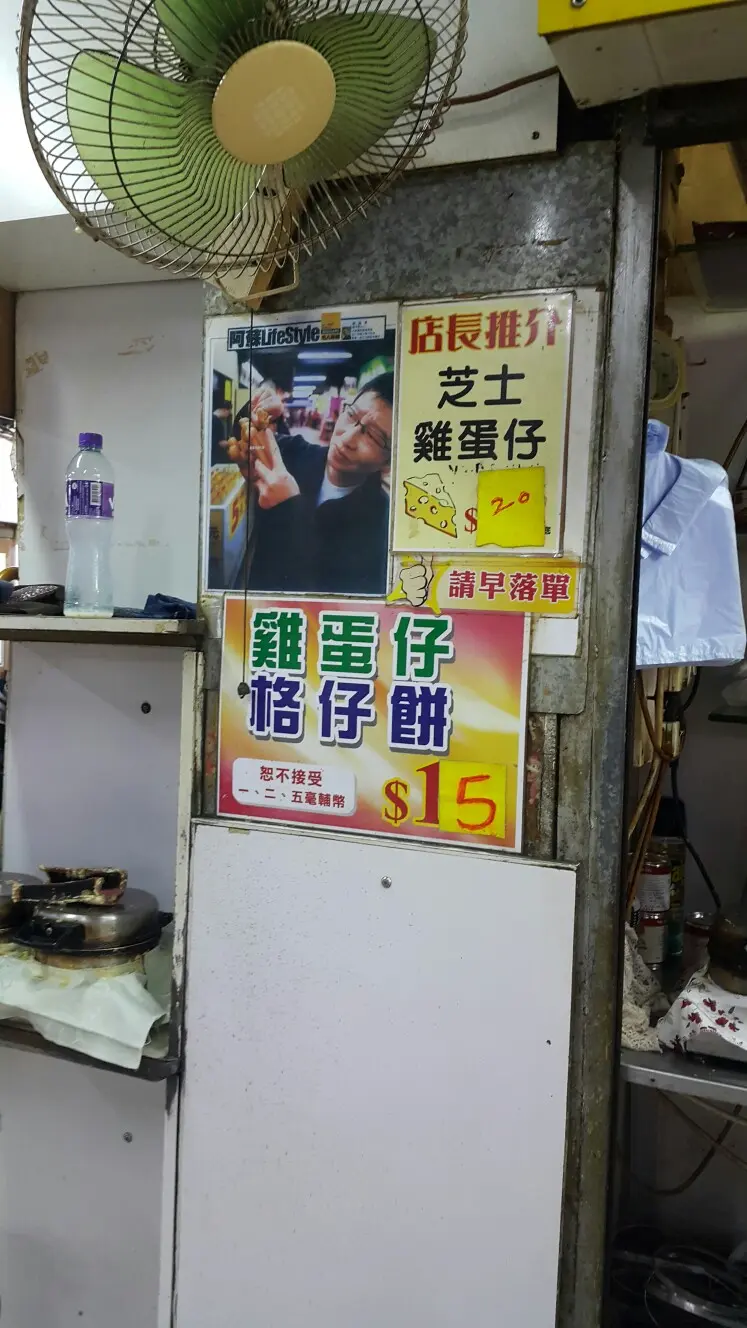 阿蘇LifeStyle
店長推介
芝士
雞蛋仔
$20
請早落單
雞蛋仔
格仔餅
恕不接受
一、二、五毫輔幣
$15